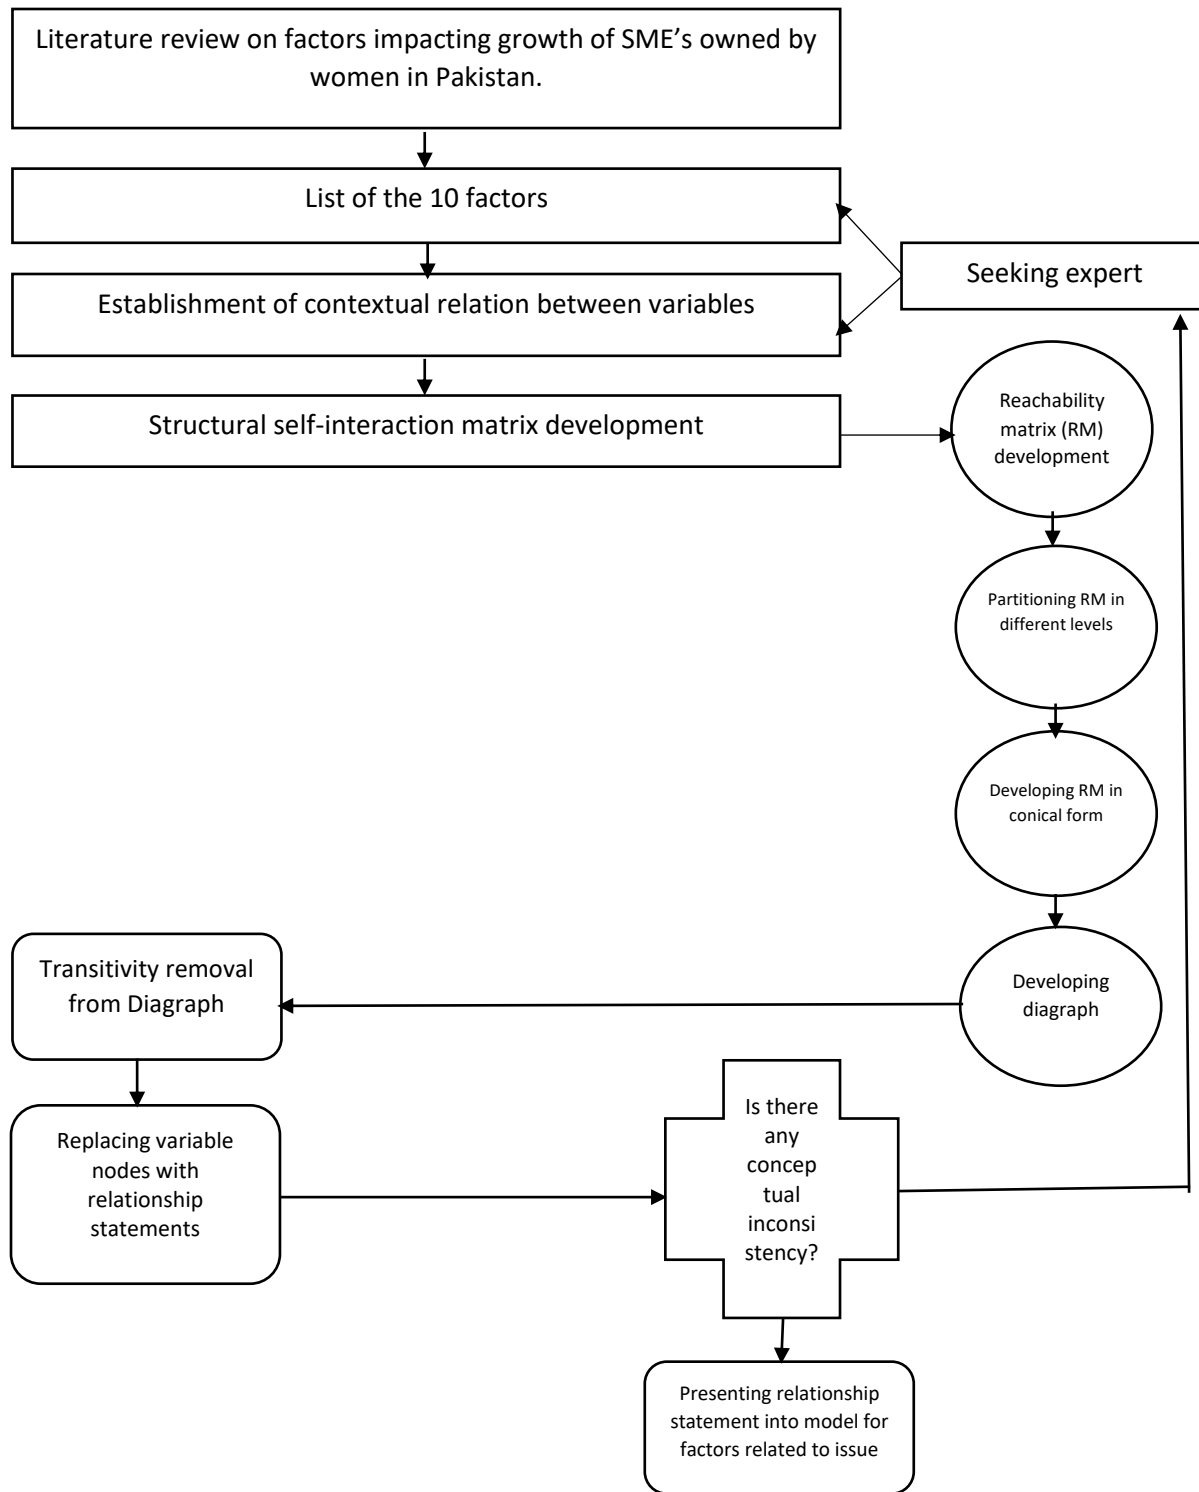 Literature review on factors impacting growth of SME's owned by
women in Pakistan.
List of the 10 factors
Seeking expert
Establishment of contextual relation between variables
Structural self-interaction matrix development
Reachability
matrix (RM)
development
Partitioning RM in
different levels
Developing RM in
conical form
Developing
diagraph
Transitivity removal
from Diagraph
Replacing variable
nodes with
relationship
statements
Is there
any
concep
tual
inconsi
stency?
Presenting relationship
statement into model for
factors related to issue